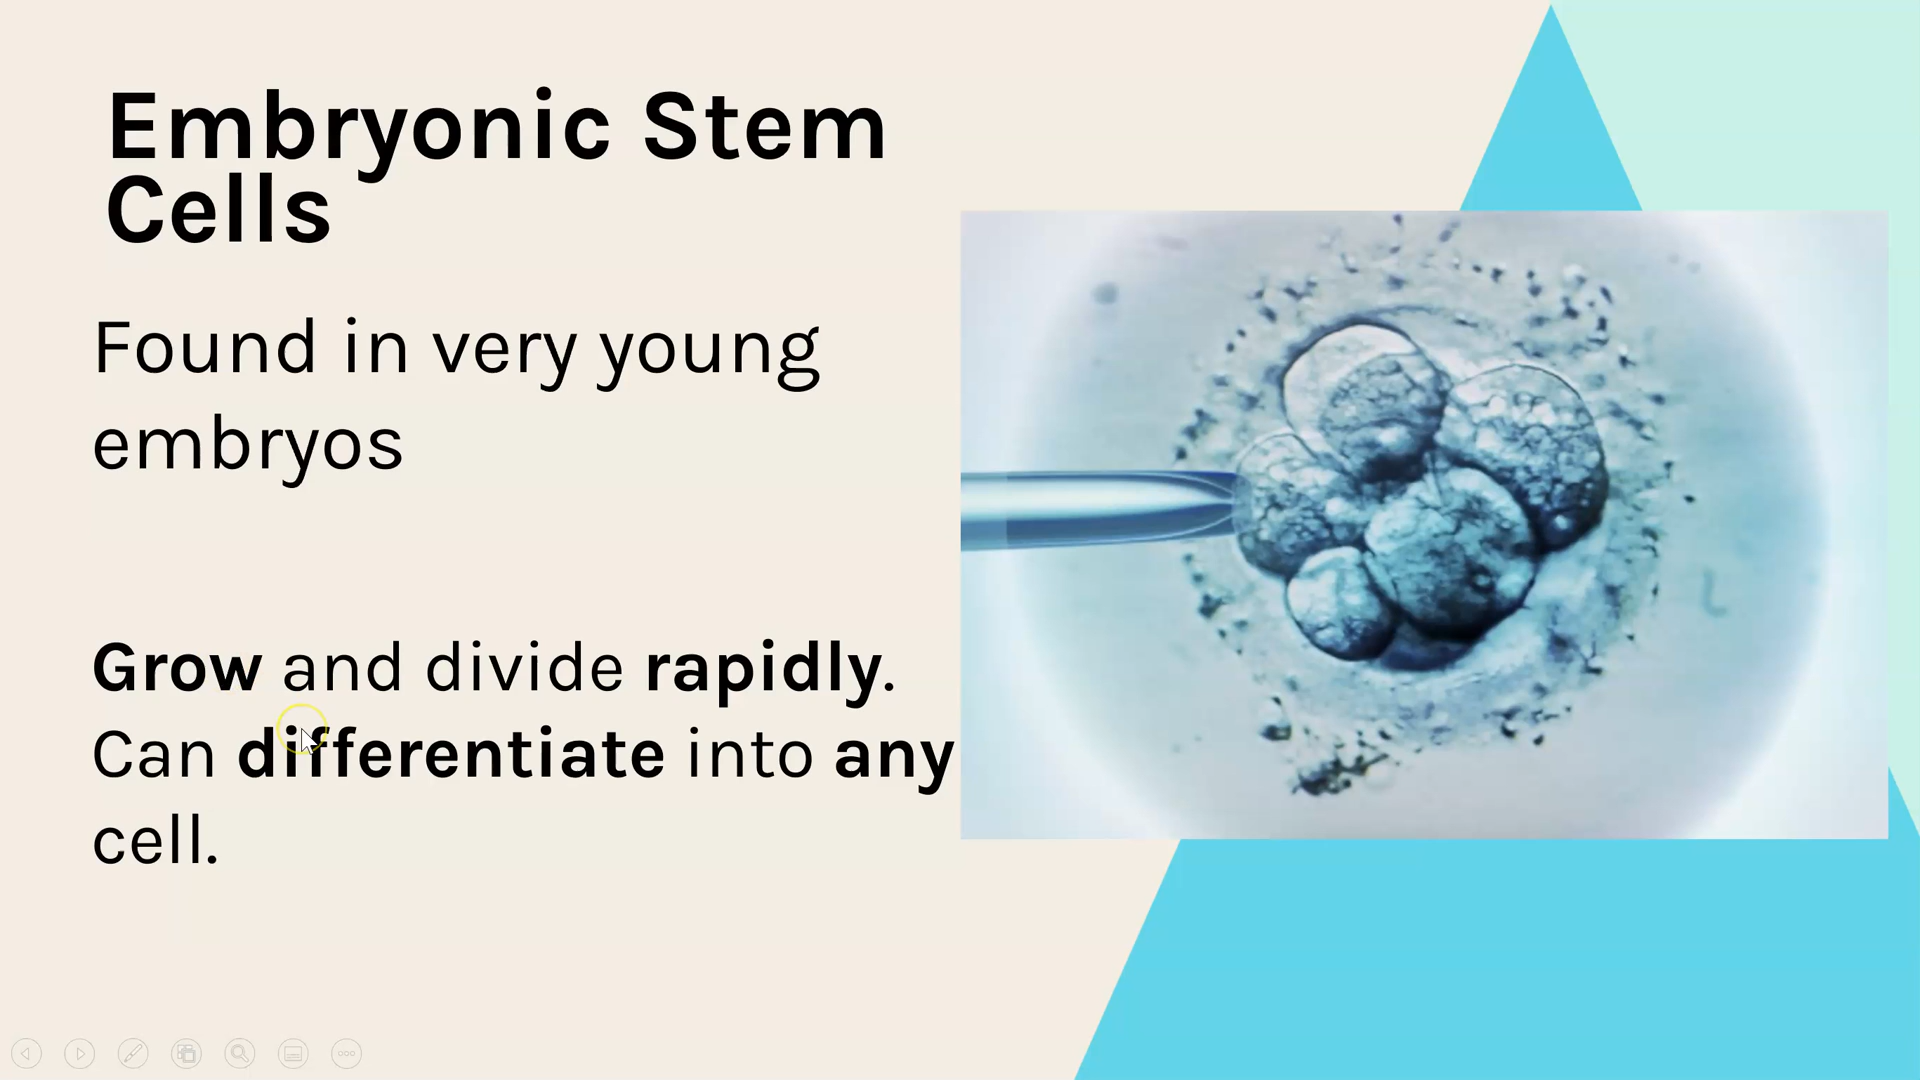 Embryonic Stem
Cells
Found in very young
embryos
Grow and divide rapidly.
Can differentiate into any
cell.